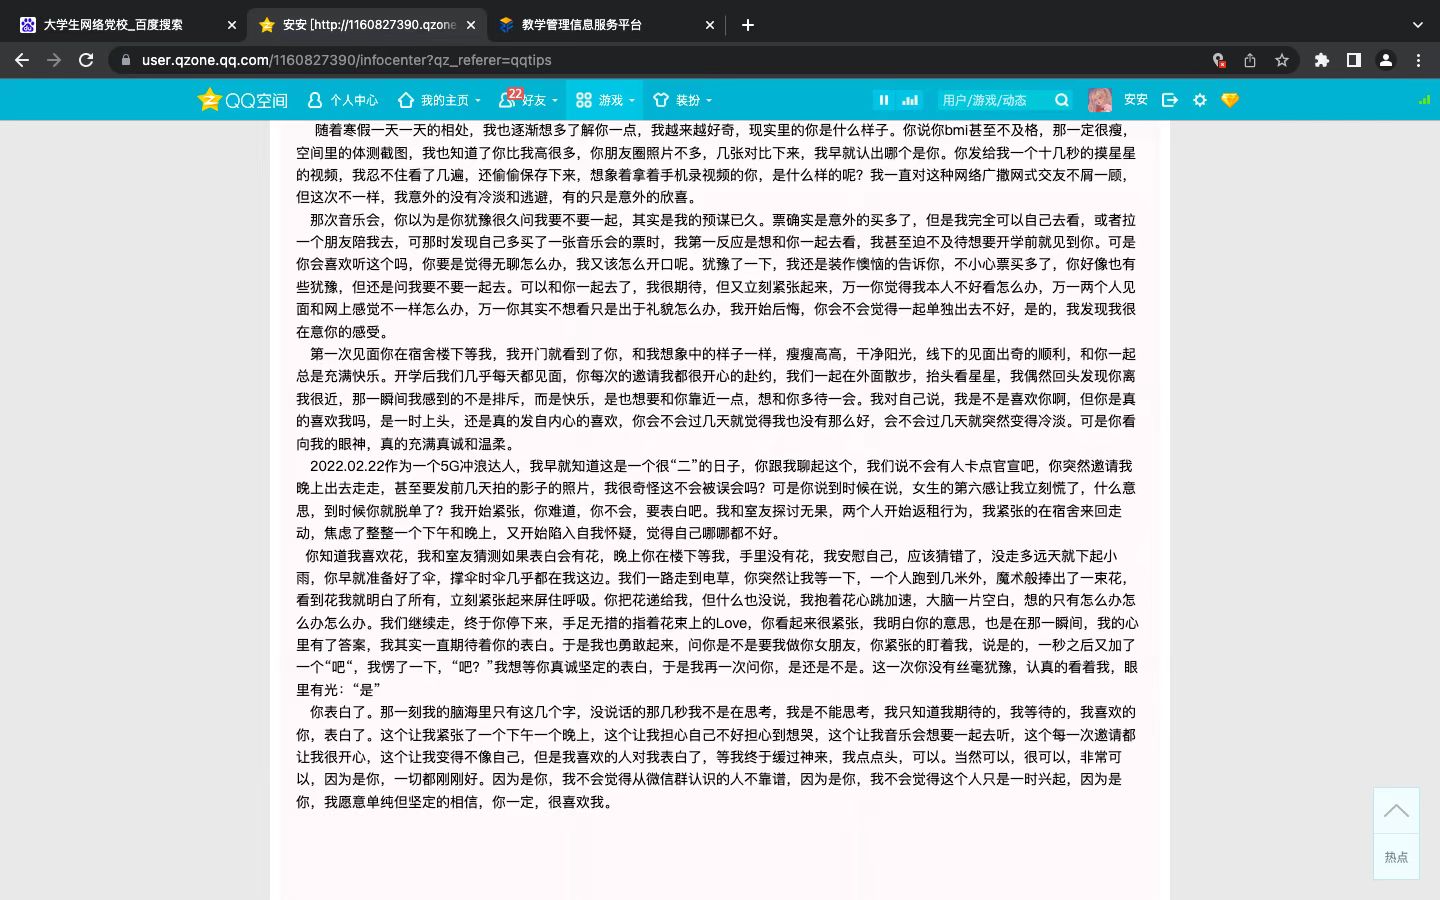 大学生网络党校_百度搜索
安安 [http://1160827390.qzone
教学管理信息服务平台
user.qzone.qq.com/1160827390/infocenter?qz_referer=qqtips
QQ空间 个人中心 我的主页 22 好友 游戏 装扮 用户/游戏/动态 安安
随着寒假一天一天的相处，我也逐渐想多了解你一点，我越来越好奇，现实里的你是什么样子。你说你bmi甚至不及格，那一定很瘦，
空间里的体测截图，我也知道了你比我高很多，你朋友圈照片不多，几张对比下来，我早就认出哪个是你。你发给我一个十几秒的摸星星
的视频，我忍不住看了几遍，还偷偷保存下来，想象着拿着手机录视频的你，是什么样的呢？我一直对这种网络广撒网式交友不屑一顾，
但这次不一样，我意外的没有冷淡和逃避，有的只是意外的欣喜。
那次音乐会，你以为是你犹豫很久问我要不要一起，其实是我的预谋已久。票确实是意外的买多了，但是我完全可以自己去看，或者拉
一个朋友陪我去，可那时发现自己多买了一张音乐会的票时，我第一反应是想和你一起去看，我甚至迫不及待想要开学前就见到你。可是
你会喜欢听这个吗，你要是觉得无聊怎么办，我又该怎么开口呢。犹豫了一下，我还是装作懊恼的告诉你，不小心票买多了，你好像也有
些犹豫，但还是问我要不要一起去。可以和你一起去了，我很期待，但又立刻紧张起来，万一你觉得我本人不好看怎么办，万一两个人见
面和网上感觉不一样怎么办，万一你其实不想看只是出于礼貌怎么办，我开始后悔，你会不会觉得一起单独出去不好，是的，我发现我很
在意你的感受。
第一次见面你在宿舍楼下等我，我开门就看到了你，和我想象中的样子一样，瘦瘦高高，干净阳光，线下的见面出奇的顺利，和你一起
总是充满快乐。开学后我们几乎每天都见面，你每次的邀请我都很开心的赴约，我们一起在外面散步，抬头看星星，我偶然回头发现你离
我很近，那一瞬间我感到的不是排斥，而是快乐，是也想要和你靠近一点，想和你多待一会。我对自己说，我是不是喜欢你啊，但你是真
的喜欢我吗，是一时上头，还是真的发自内心的喜欢，你会不会过几天就觉得我也没有那么好，会不会过几天就突然变得冷淡。可是你看
向我的眼神，真的充满真诚和温柔。
2022.02.22作为一个5G冲浪达人，我早就知道这是一个很“二”的日子，你跟我聊起这个，我们说不会有人卡点官宣吧，你突然邀请我
晚上出去走走，甚至要发前几天拍的影子的照片，我很奇怪这不会被误会吗？可是你说到时候在说，女生的第六感让我立刻慌了，什么意
思，到时候你就脱单了？我开始紧张，你难道，你不会，要表白吧。我和室友探讨无果，两个人开始返租行为，我紧张的在宿舍来回走
动，焦虑了整整一个下午和晚上，又开始陷入自我怀疑，觉得自己哪哪都不好。
你知道我喜欢花，我和室友猜测如果表白会有花，晚上你在楼下等我，手里没有花，我安慰自己，应该猜错了，没走多远天就下起小
雨，你早就准备好了伞，撑伞时伞几乎都在我这边。我们一路走到电草，你突然让我等一下，一个人跑到几米外，魔术般捧出了一束花，
看到花我就明白了所有，立刻紧张起来屏住呼吸。你把花递给我，但什么也没说，我抱着花心跳加速，大脑一片空白，想的只有怎么办怎
么办怎么办。我们继续走，终于你停下来，手足无措的指着花束上的Love，你看起来很紧张，我明白你的意思，也是在那一瞬间，我的心
里有了答案，我其实一直期待着你的表白。于是我也勇敢起来，问你是不是要我做你女朋友，你紧张的盯着我，说是的，一秒之后又加了
一个“吧“，我愣了一下，“吧？”我想等你真诚坚定的表白，于是我再一次问你，是还是不是。这一次你没有丝毫犹豫，认真的看着我，眼
里有光：“是”
你表白了。那一刻我的脑海里只有这几个字，没说话的那几秒我不是在思考，我是不能思考，我只知道我期待的，我等待的，我喜欢的
你，表白了。这个让我紧张了一个下午一个晚上，这个让我担心自己不好担心到想哭，这个让我音乐会想要一起去听，这个每一次邀请都
让我很开心，这个让我变得不像自己，但是我喜欢的人对我表白了，等我终于缓过神来，我点点头，可以。当然可以，很可以，非常可
以，因为是你，一切都刚刚好。因为是你，我不会觉得从微信群认识的人不靠谱，因为是你，我不会觉得这个人只是一时兴起，因为是
你，我愿意单纯但坚定的相信，你一定，很喜欢我。
热点